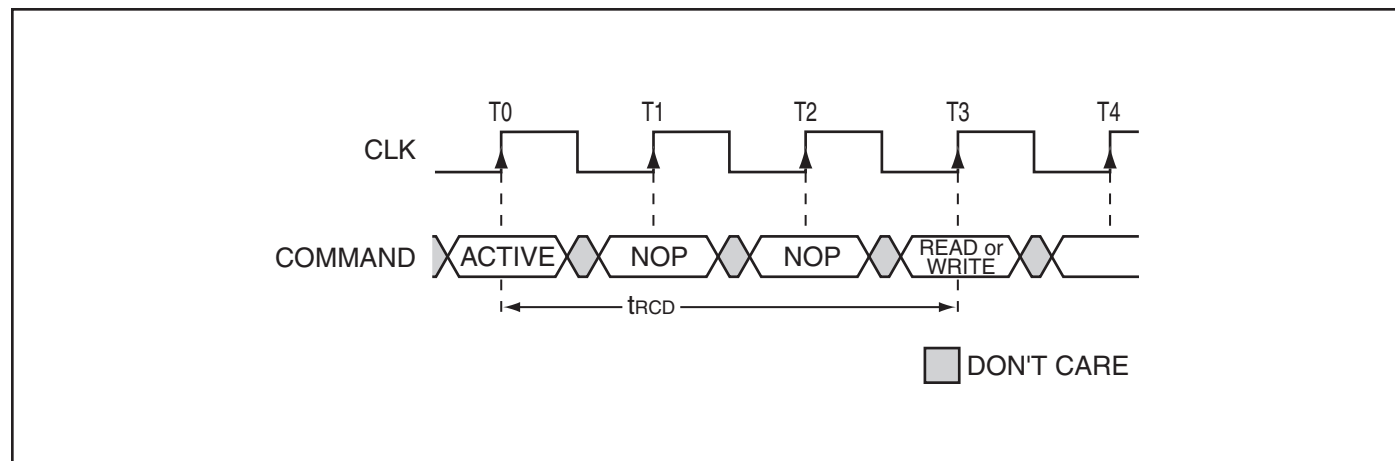 T0 T1 T2 T3 T4
CLK
COMMAND ACTIVE NOP NOP READ or
WRITE
tRCD
DON'T CARE